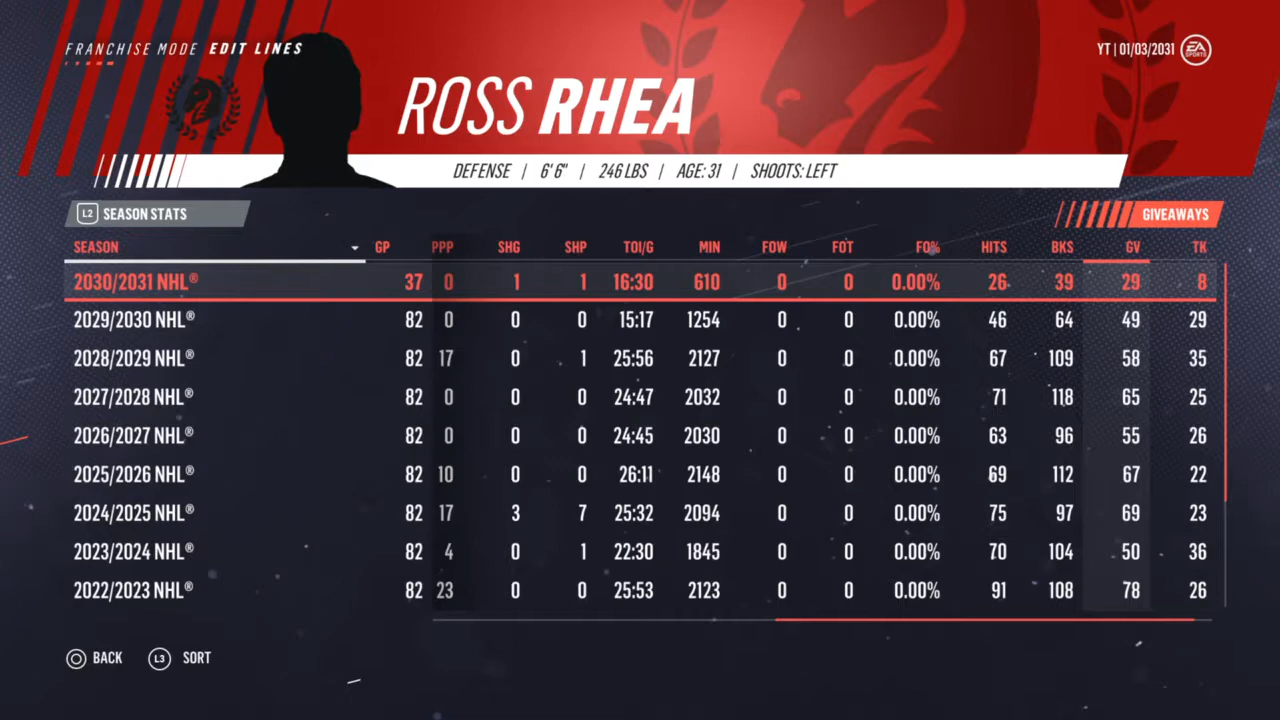 FRANCHISE MODE EDIT LINES
YT | 01/03/2031 EA SPORTS
ROSS RHEA
DEFENSE / 6'6" / 246 LBS / AGE: 31 / SHOOTS: LEFT
L2 SEASON STATS
GIVEAWAYS
SEASON GP PPP SHG SHP TOI/G MIN FOW FOT FO% HITS BKS GV TK
2030/2031 NHL® 37 0 1 1 16:30 610 0 0 0.00% 26 39 29 8
2029/2030 NHL® 82 0 0 0 15:17 1254 0 0 0.00% 46 64 49 29
2028/2029 NHL® 82 17 0 1 25:56 2127 0 0 0.00% 67 109 58 35
2027/2028 NHL® 82 0 0 0 24:47 2032 0 0 0.00% 71 118 65 25
2026/2027 NHL® 82 0 0 0 24:45 2030 0 0 0.00% 63 96 55 26
2025/2026 NHL® 82 10 0 0 26:11 2148 0 0 0.00% 69 112 67 22
2024/2025 NHL® 82 17 3 7 25:32 2094 0 0 0.00% 75 97 69 23
2023/2024 NHL® 82 4 0 1 22:30 1845 0 0 0.00% 70 104 50 36
2022/2023 NHL® 82 23 0 0 25:53 2123 0 0 0.00% 91 108 78 26
BACK L3 SORT